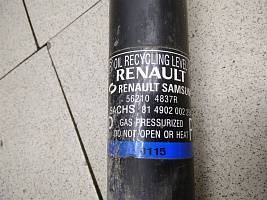 OIL RECYCLING LEVEL
RENAULT
RENAULT SAMSUNG
56210 4837R
SACHS 81 4902 002
GAS PRESSURIZED
DO NOT OPEN OR HEAT
1115